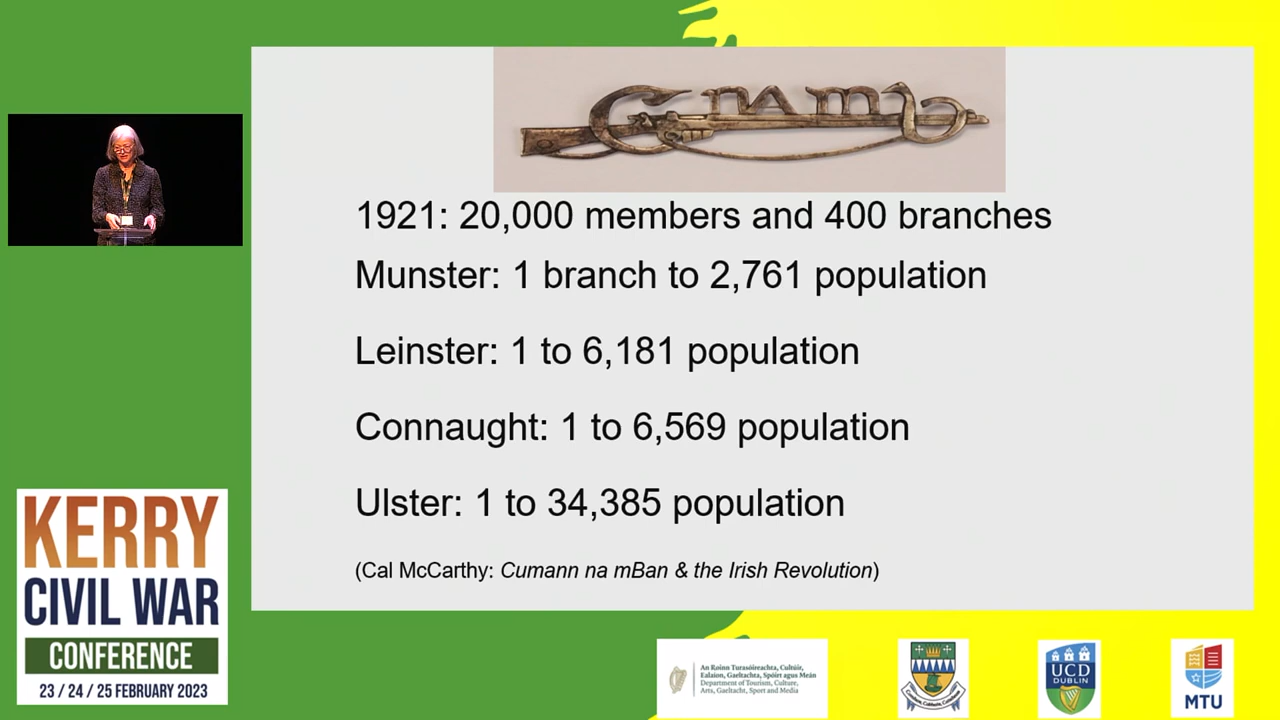 CnAmB
1921: 20,000 members and 400 branches
Munster: 1 branch to 2,761 population
Leinster: 1 to 6,181 population
Connaught: 1 to 6,569 population
Ulster: 1 to 34,385 population
(Cal McCarthy: Cumann na mBan & the Irish Revolution)
KERRY
CIVIL WAR
CONFERENCE
23 / 24 / 25 FEBRUARY 2023
An Roinn Turasóireachta, Cultúir,
Ealaíon, Gaeltachta, Spóirt agus Meán
Department of Tourism, Culture,
Arts, Gaeltacht, Sport and Media
UCD
DUBLIN
MTU